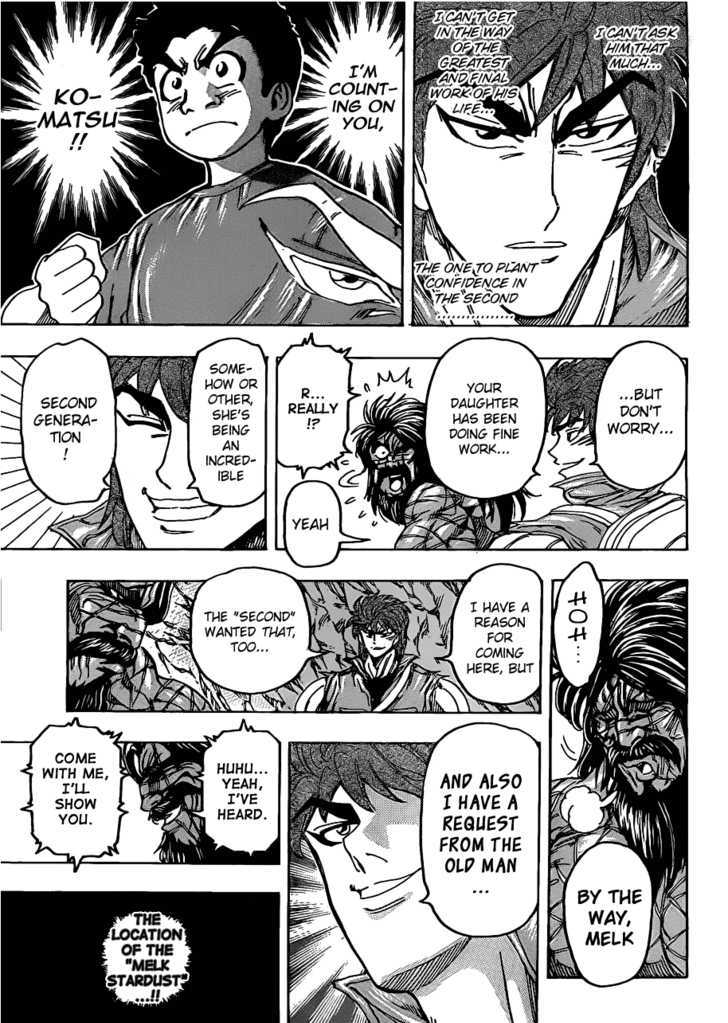 I CAN'T ASK
HIM THAT
MUCH...
I CAN'T GET
IN THE WAY
OF THE
GREATEST
AND FINAL
WORK OF HIS
LIFE...
THE ONE TO PLANT
CONFIDENCE IN
THE SECOND
................
I'M
COUNT-
ING ON
YOU,
KO-
MATSU
!!
...BUT
DON'T
WORRY...
YOUR
DAUGHTER
HAS BEEN
DOING FINE
WORK...
R...
REALLY
!?
YEAH
SOME-
HOW OR
OTHER,
SHE'S
BEING
AN
INCRED-
IBLE
SECOND
GENERA-
TION
!
ホホ...
BY THE
WAY,
MELK
I HAVE A
REASON
FOR
COMING
HERE, BUT
THE "SECOND"
WANTED THAT,
TOO...
AND ALSO
I HAVE A
REQUEST
FROM THE
OLD MAN
...
HUHU...
YEAH,
I'VE
HEARD.
COME
WITH ME,
I'LL
SHOW
YOU.
THE
LOCATION
OF THE
"MELK
STARDUST"
...!!